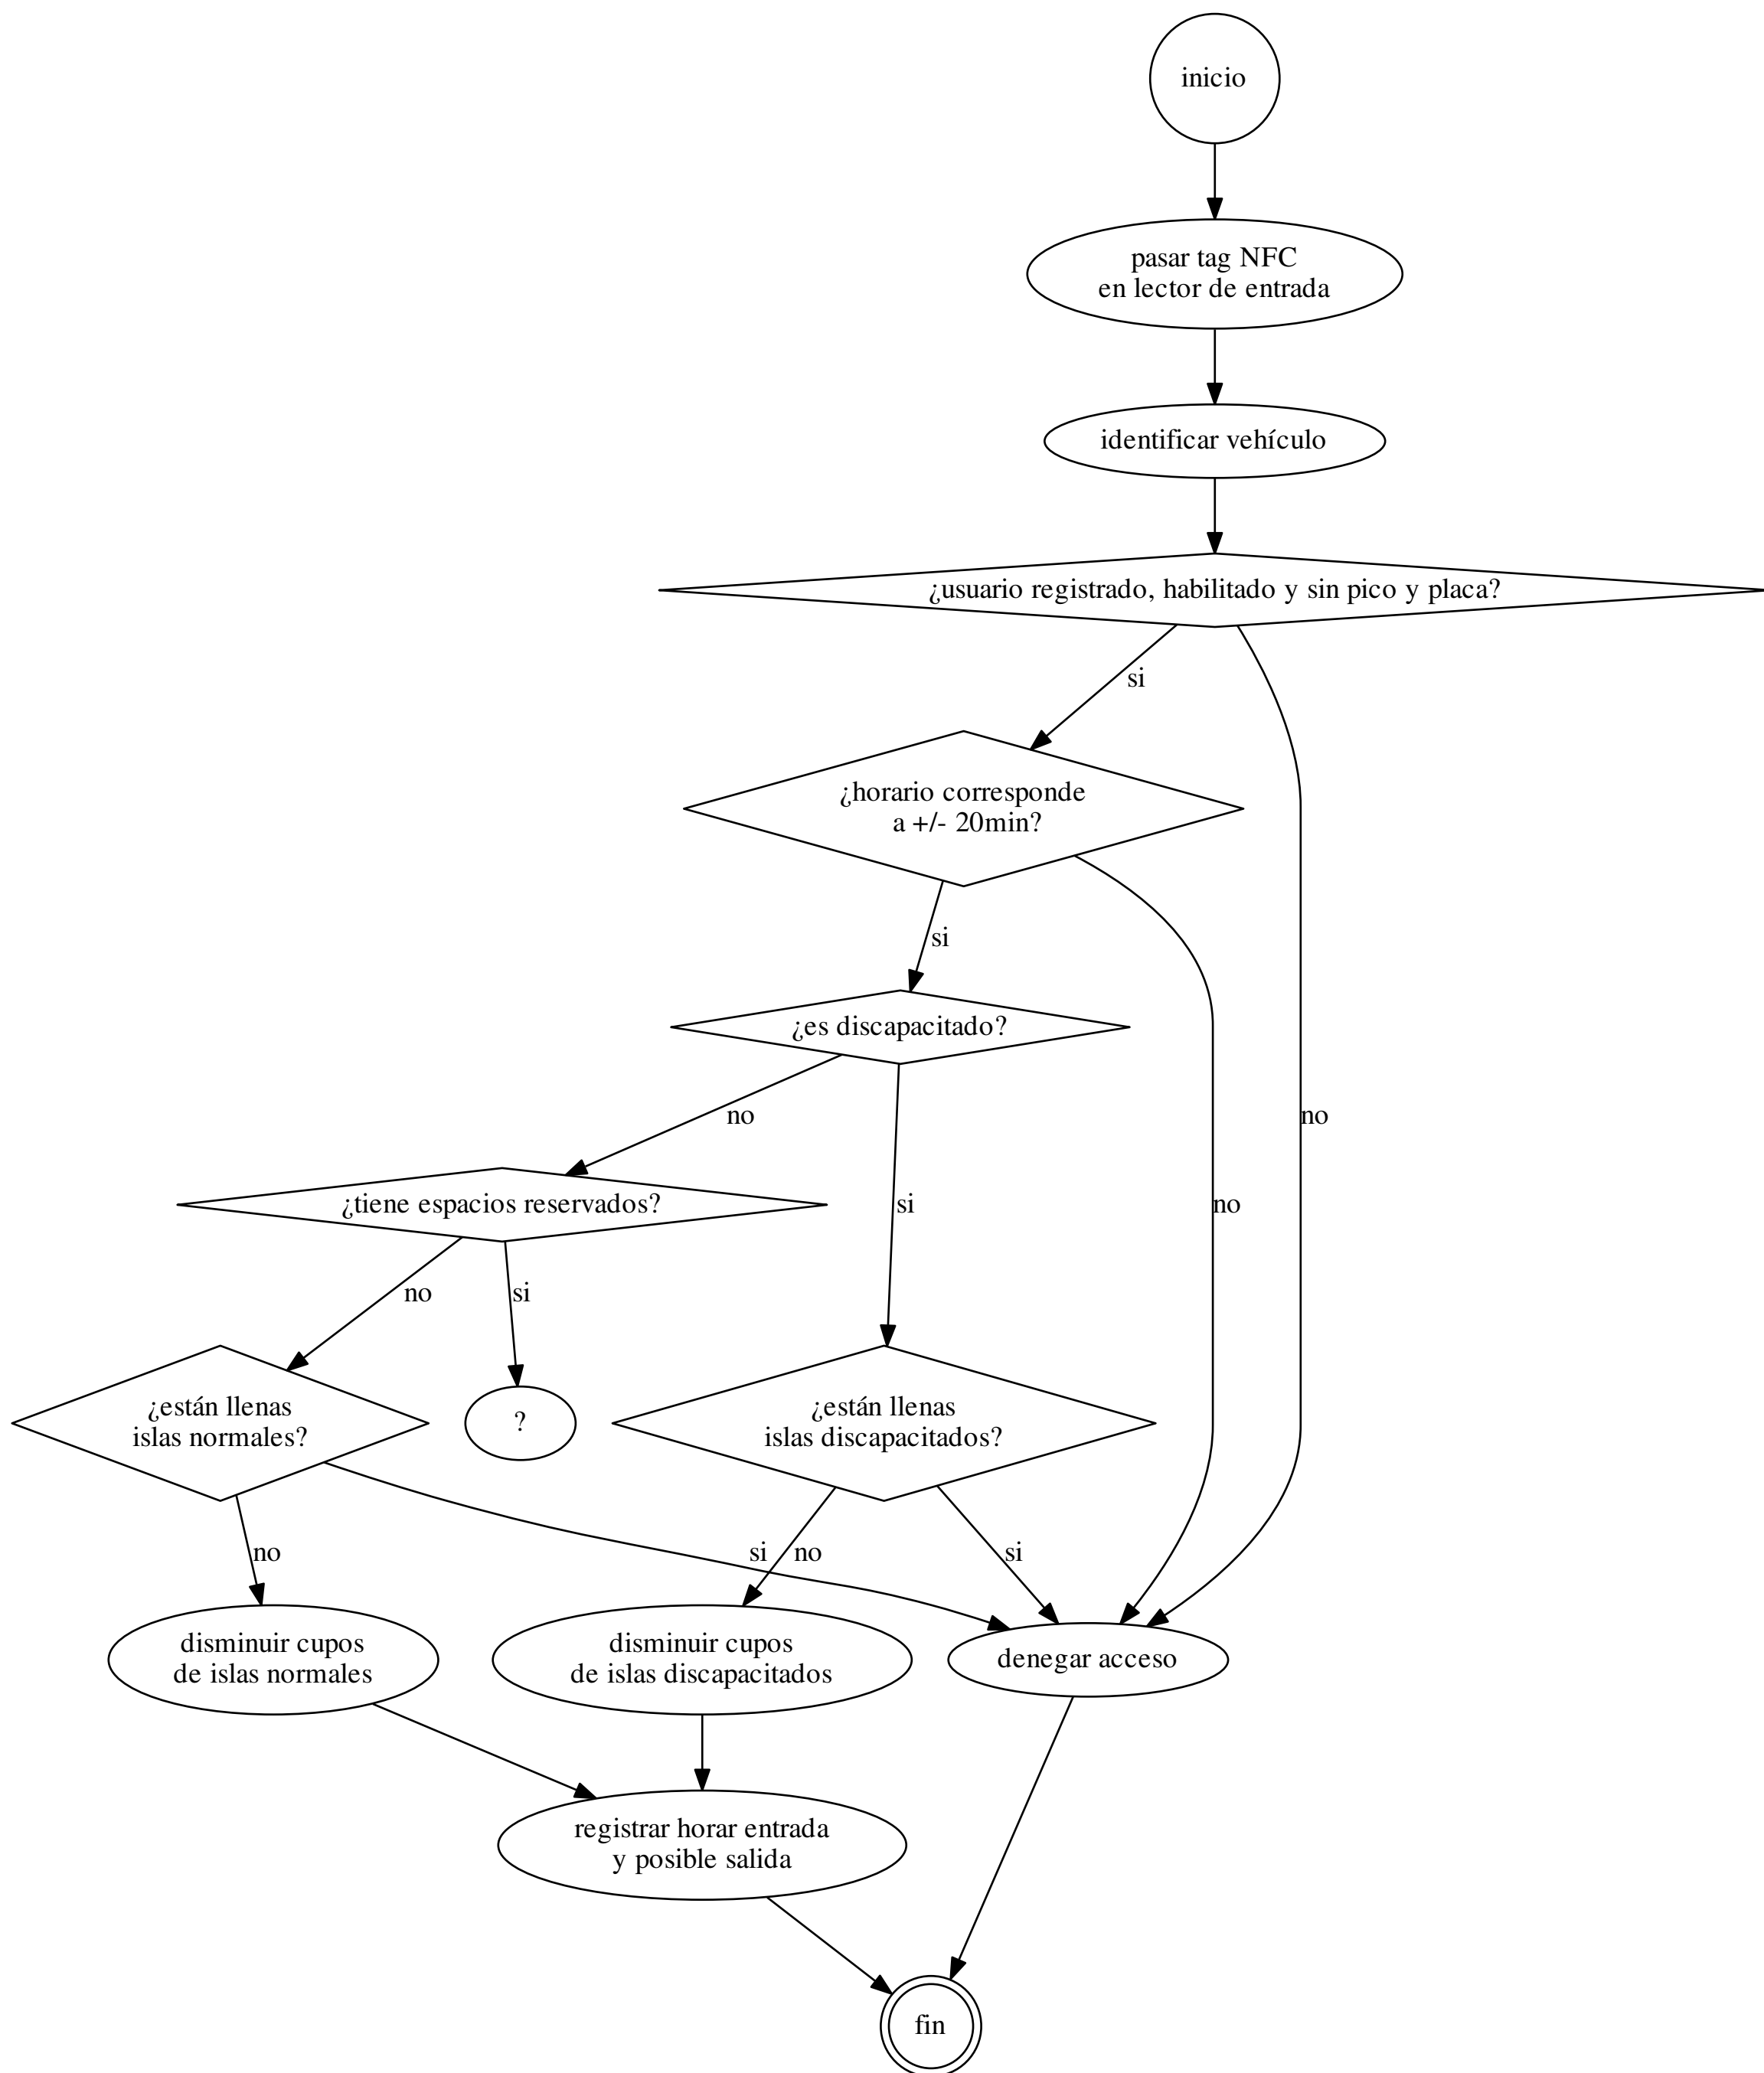 inicio
pasar tag NFC
en lector de entrada
identificar vehículo
¿usuario registrado, habilitado y sin pico y placa?
si
¿horario corresponde
a +/- 20min?
si
¿es discapacitado?
no
no
¿tiene espacios reservados?
si
no
no
si
¿están llenas
islas normales?
?
¿están llenas
islas discapacitados?
no
si
no
si
disminuir cupos
de islas normales
disminuir cupos
de islas discapacitados
denegar acceso
registrar horar entrada
y posible salida
fin